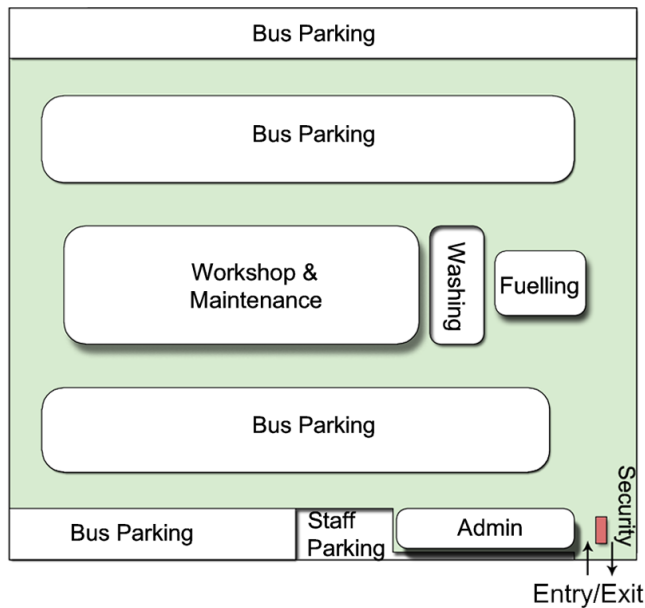 Bus Parking
Bus Parking
Workshop &
Maintenance
Washing
Fuelling
Bus Parking
Bus Parking
Staff
Parking
Admin
Security
Entry/Exit